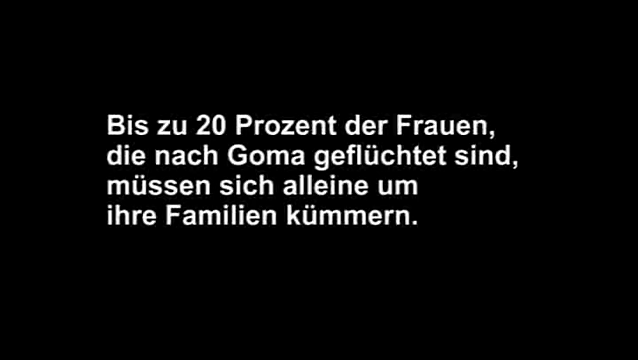 Bis zu 20 Prozent der Frauen,
die nach Goma geflüchtet sind,
müssen sich alleine um
ihre Familien kümmern.